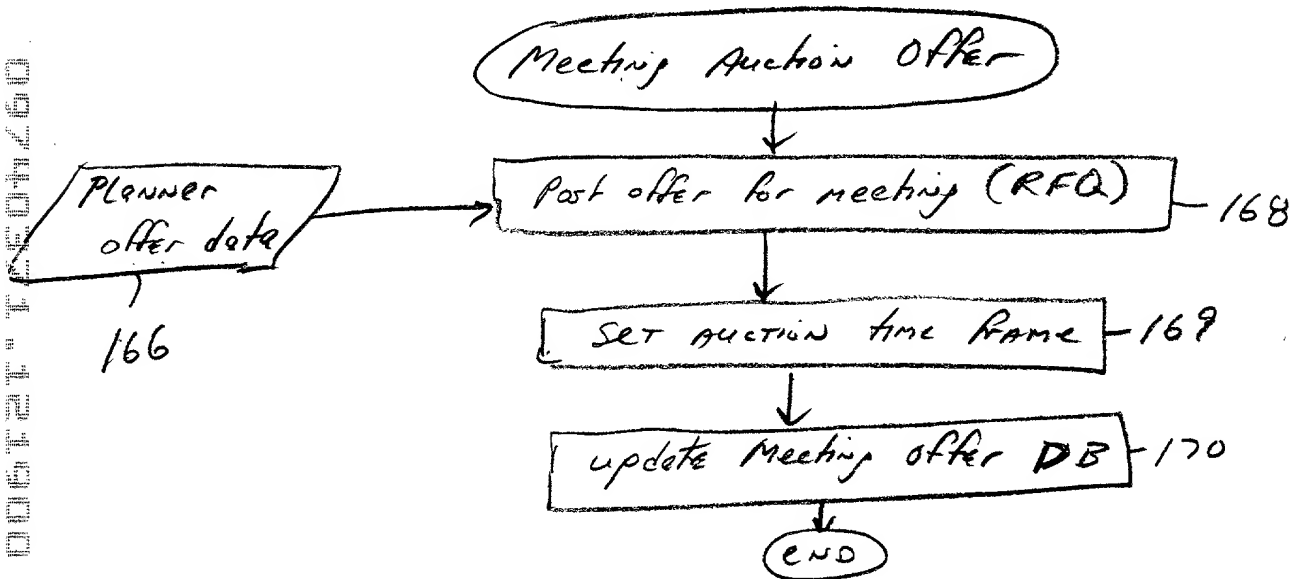 Meeting Auction Offer
Planner
offer data
166
Post offer for meeting (RFQ)
168
Set auction time frame
169
update Meeting offer DB
170
end